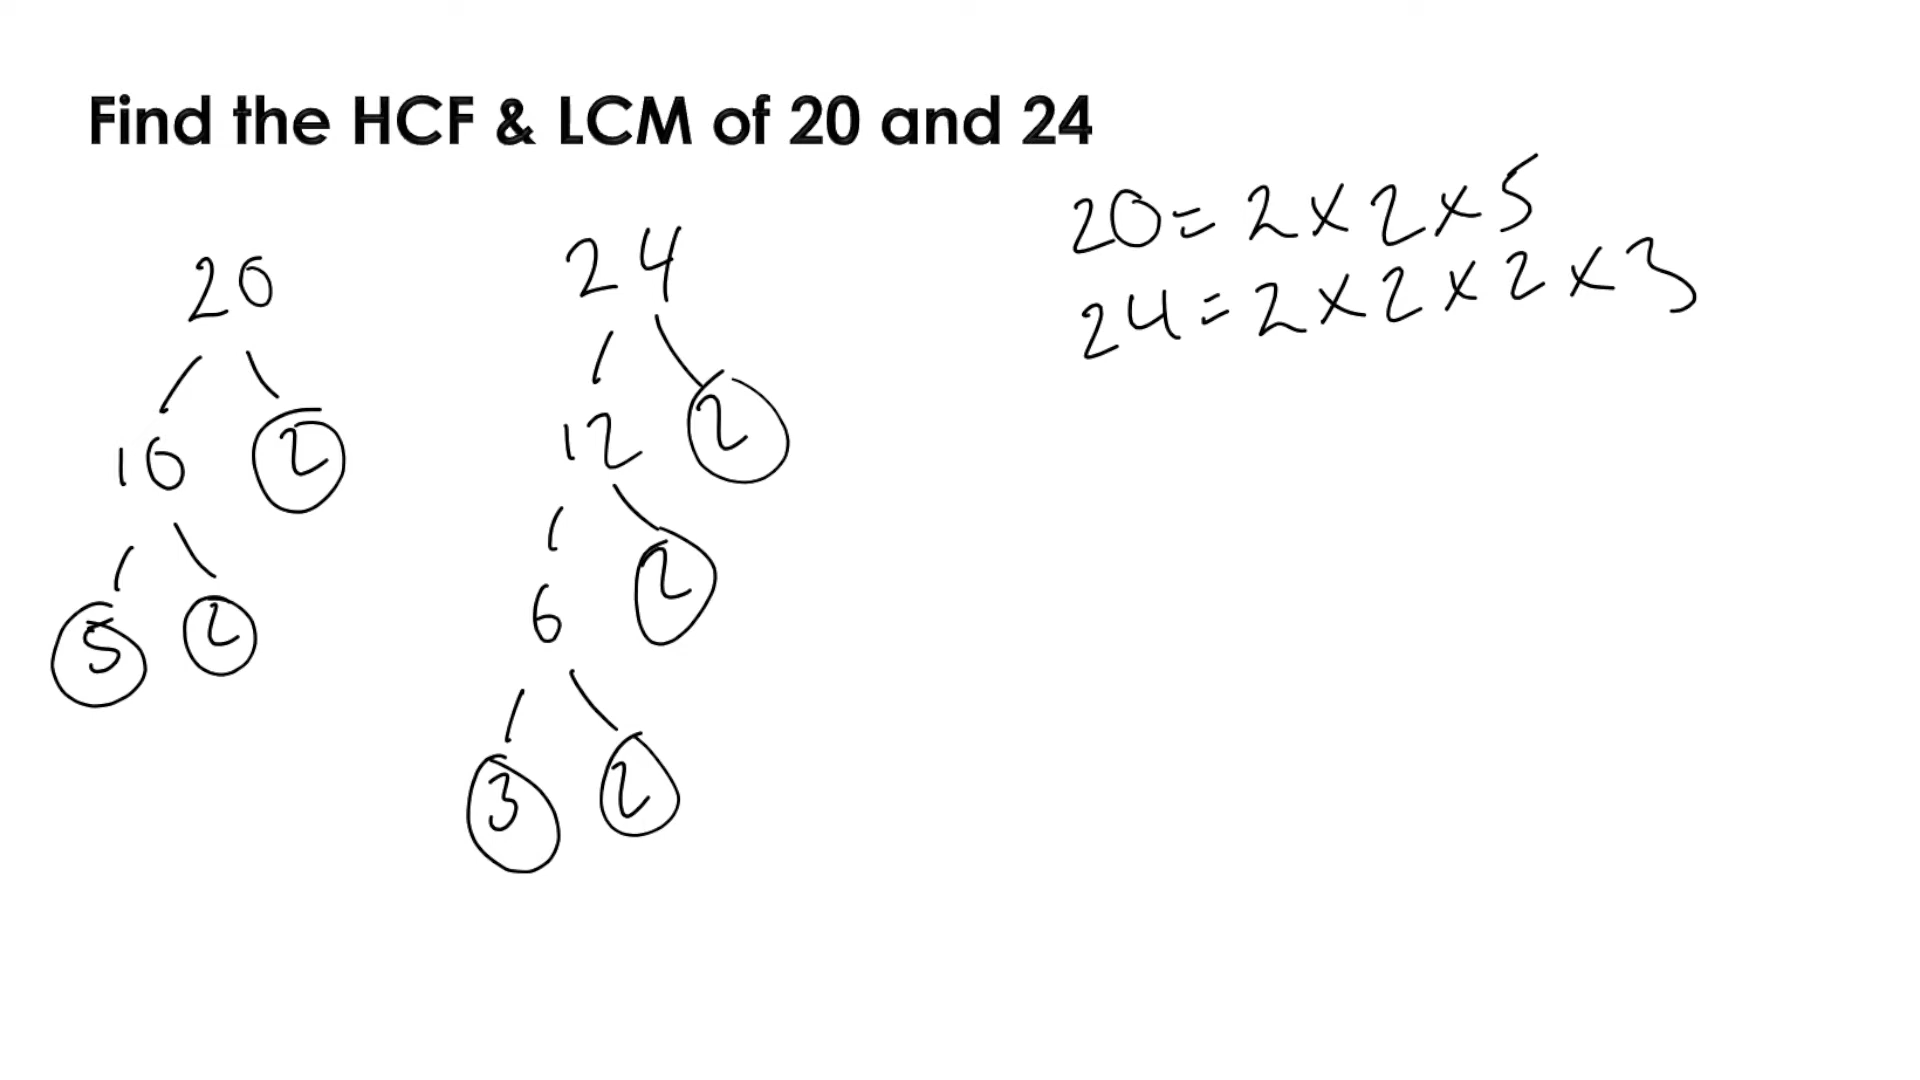 Find the HCF & LCM of 20 and 24
20 = 2 × 2 × 5
24 = 2 × 2 × 2 × 3
20
10 2
5 2
24
12 2
6 2
3 2